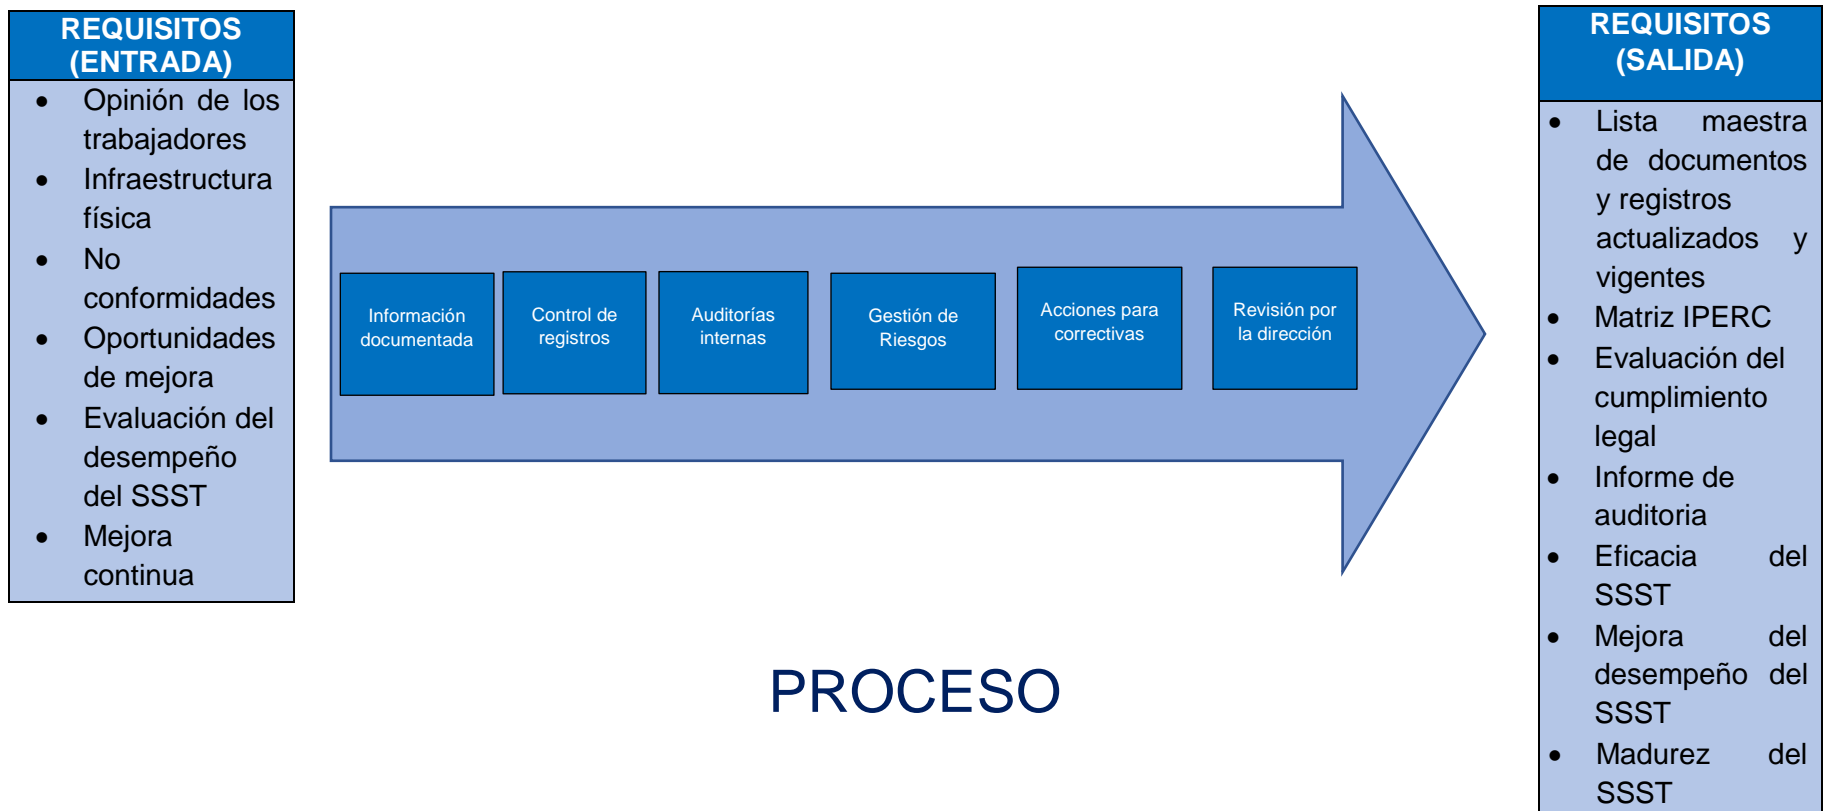 REQUISITOS
(ENTRADA)
• Opinión de los
trabajadores
• Infraestructura
física
• No
conformidades
• Oportunidades
de mejora
• Evaluación del
desempeño
del SSST
• Mejora
continua
Información
documentada
Control de
registros
Auditorías
internas
Gestión de
Riesgos
Acciones para
correctivas
Revisión por
la dirección
PROCESO
REQUISITOS
(SALIDA)
• Lista maestra
de documentos
y registros
actualizados y
vigentes
• Matriz IPERC
• Evaluación del
cumplimiento
legal
• Informe de
auditoria
• Eficacia del
SSST
• Mejora del
desempeño del
SSST
• Madurez del
SSST